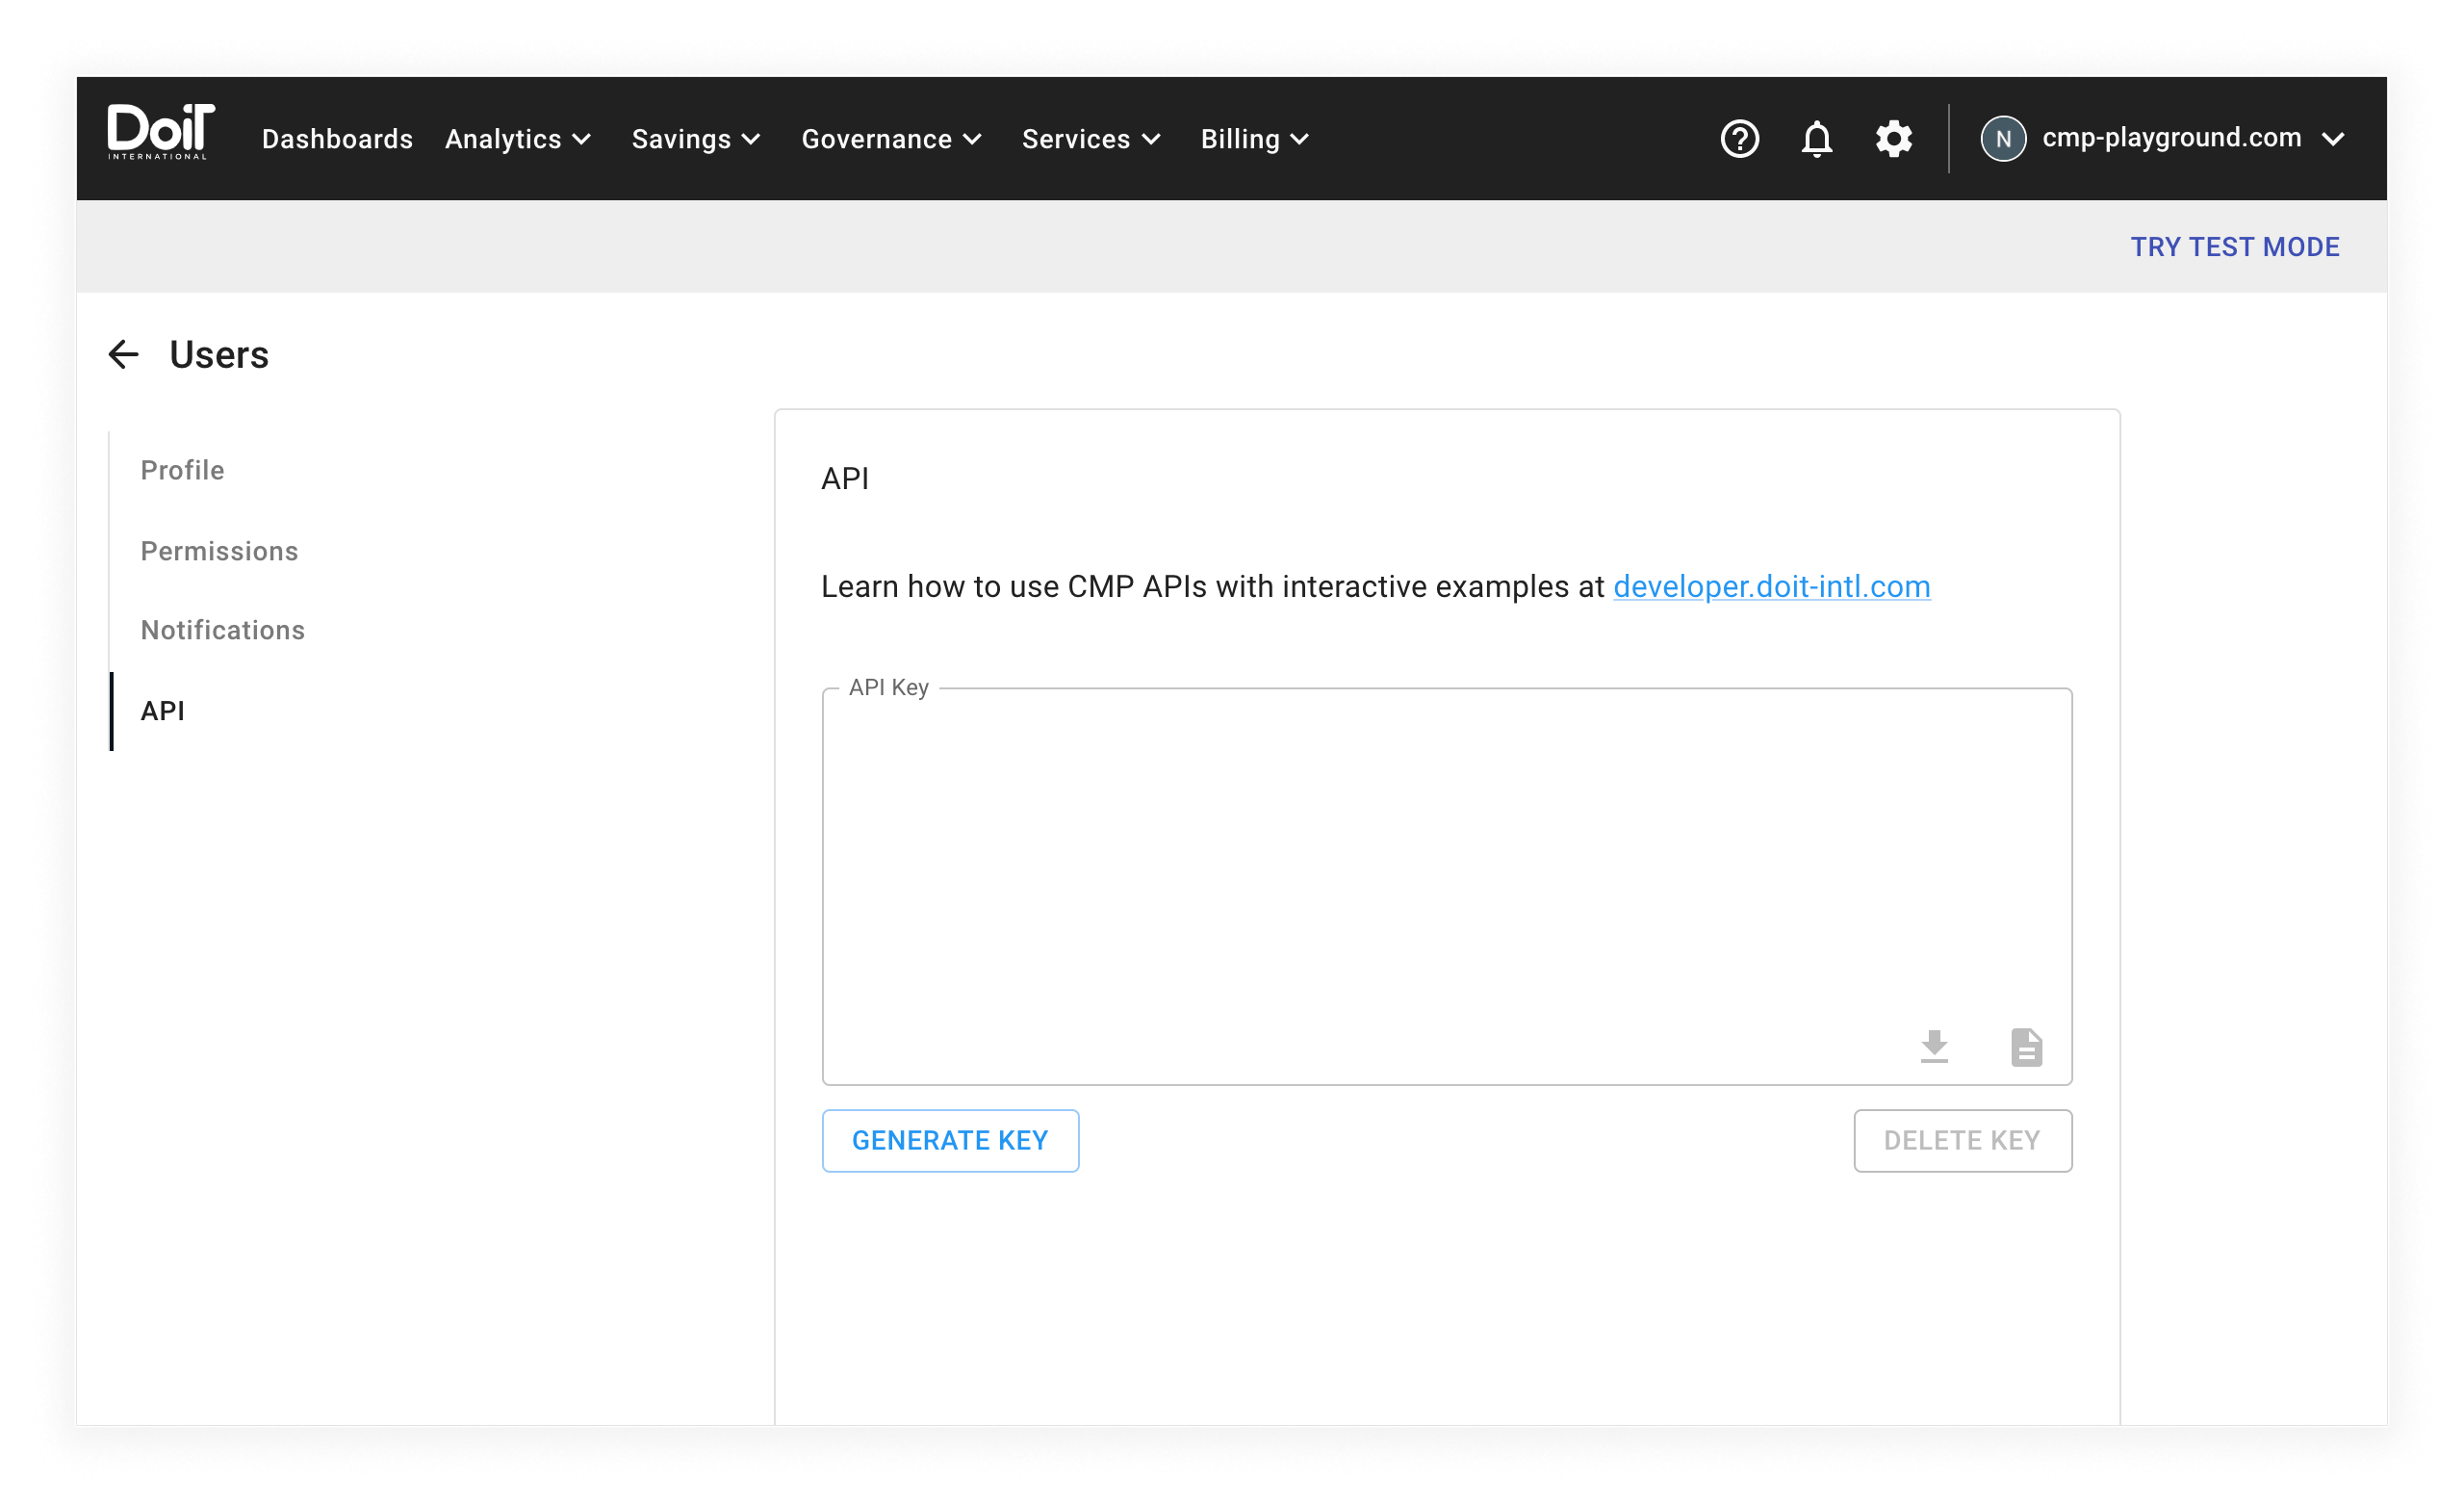 DoiT
INTERNATIONAL
Dashboards Analytics Savings Governance Services Billing N cmp-playground.com
TRY TEST MODE
Users
Profile
Permissions
Notifications
API
API
Learn how to use CMP APIs with interactive examples at developer.doit-intl.com
API Key
GENERATE KEY DELETE KEY